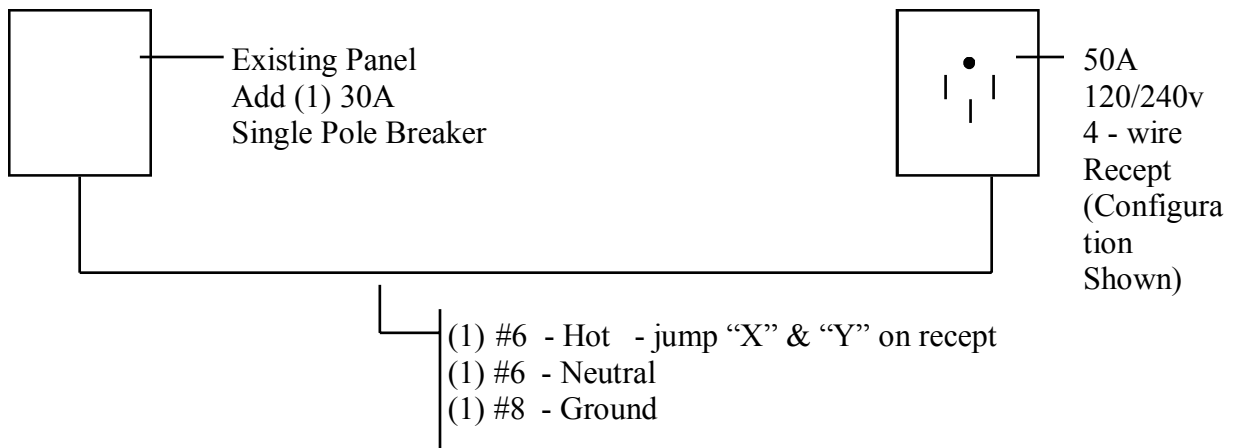 Existing Panel
Add (1) 30A
Single Pole Breaker
50A
120/240v
4 - wire
Recept
(Configura
tion
Shown)
(1) #6 - Hot - jump “X” & “Y” on recept
(1) #6 - Neutral
(1) #8 - Ground